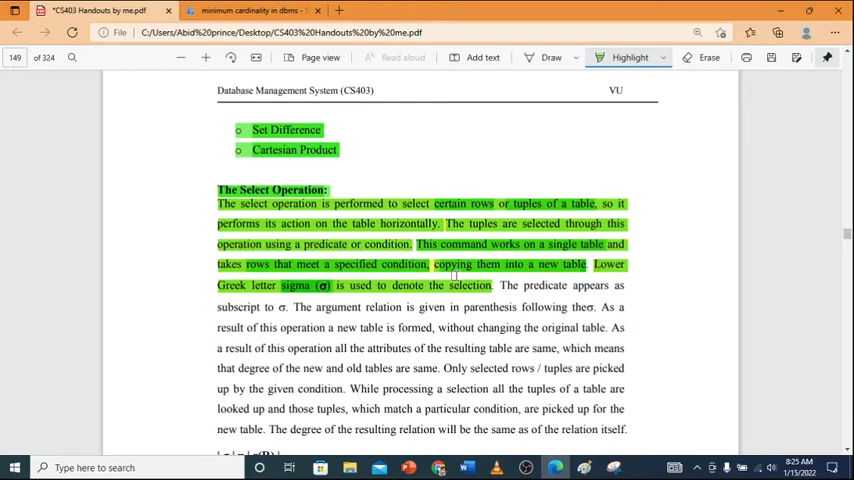 *CS403 Handouts by me.pdf
minimum cardinality in dbms - S
File
C:/Users/Abid%20prince/Desktop/CS403%20Handouts%20by%20me.pdf
149 of 324
Page view
Read aloud
Add text
Draw
Highlight
Erase
Database Management System (CS403) VU
o Set Difference
o Cartesian Product
The Select Operation:
The select operation is performed to select certain rows or tuples of a table, so it
performs its action on the table horizontally. The tuples are selected through this
operation using a predicate or condition. This command works on a single table and
takes rows that meet a specified condition, copying them into a new table. Lower
Greek letter sigma (σ) is used to denote the selection. The predicate appears as
subscript to σ. The argument relation is given in parenthesis following theσ. As a
result of this operation a new table is formed, without changing the original table. As
a result of this operation all the attributes of the resulting table are same, which means
that degree of the new and old tables are same. Only selected rows / tuples are picked
up by the given condition. While processing a selection all the tuples of a table are
looked up and those tuples, which match a particular condition, are picked up for the
new table. The degree of the resulting relation will be the same as of the relation itself.
Type here to search
8:25 AM
1/15/2022